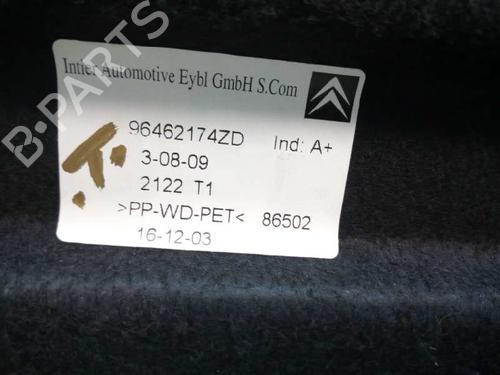 B-PARTS
Intier Automotive Eybl GmbH S.Com
96462174ZD Ind: A+
3-08-09
2122 T1
>PP-WD-PET< 86502
16-12-03
T.